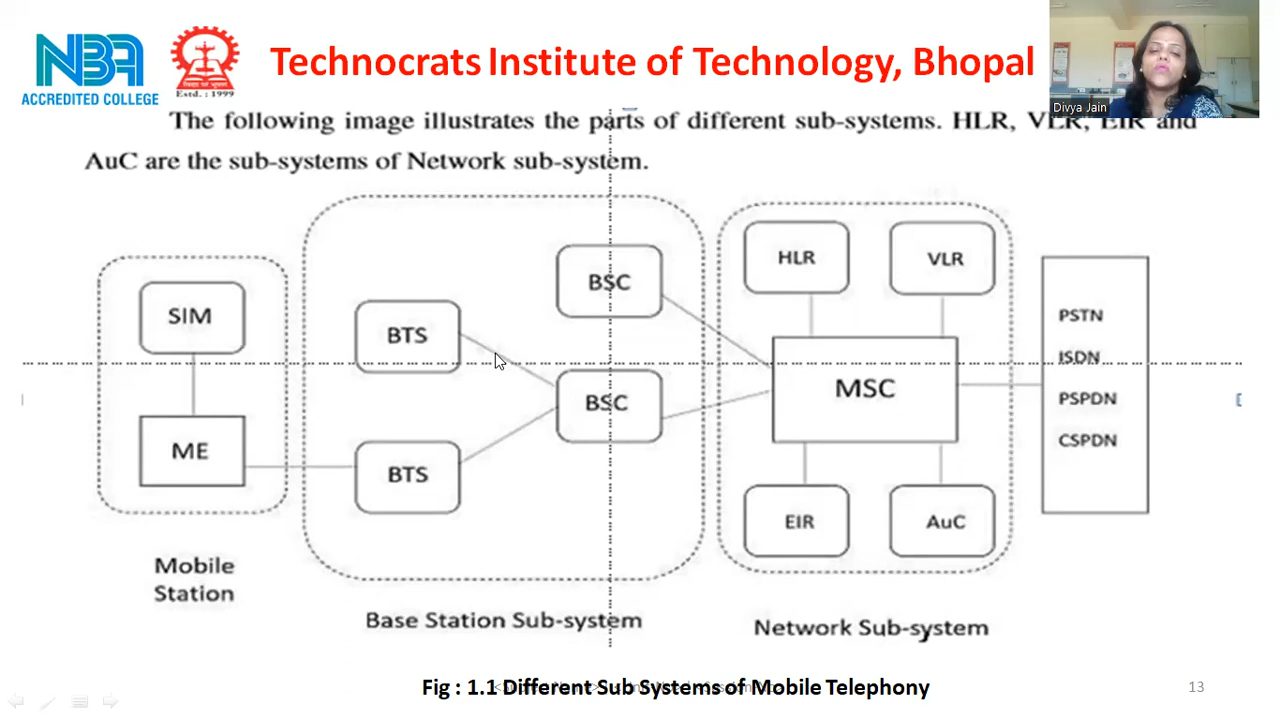 NBA
ACCREDITED COLLEGE
Estd. : 1999
Technocrats Institute of Technology, Bhopal
Divya Jain
The following image illustrates the parts of different sub-systems. HLR, VLR, EIR and
AuC are the sub-systems of Network sub-system.
SIM
ME
Mobile
Station
BTS
BTS
BSC
BSC
Base Station Sub-system
HLR
VLR
MSC
EIR
AuC
Network Sub-system
PSTN
ISDN
PSPDN
CSPDN
Fig : 1.1 Different Sub Systems of Mobile Telephony
13